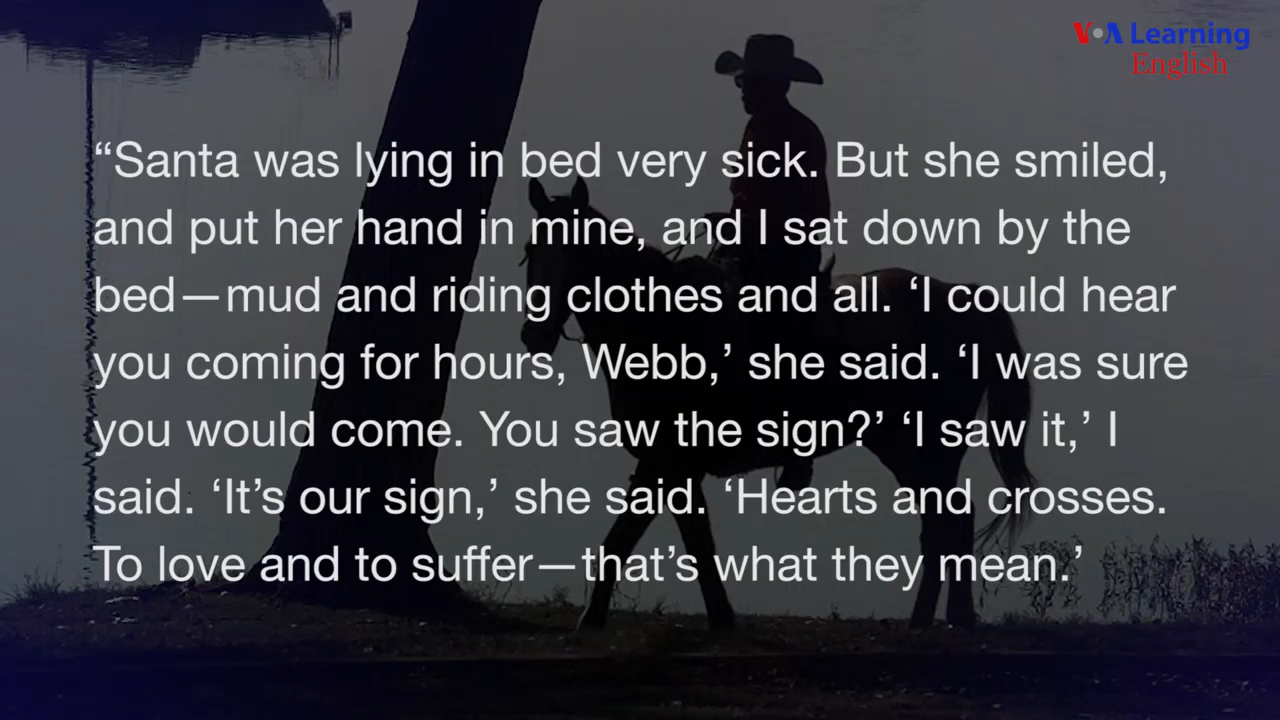 VOA Learning
English
“Santa was lying in bed very sick. But she smiled,
and put her hand in mine, and I sat down by the
bed—mud and riding clothes and all. ‘I could hear
you coming for hours, Webb,’ she said. ‘I was sure
you would come. You saw the sign?’ ‘I saw it,’ I
said. ‘It’s our sign,’ she said. ‘Hearts and crosses.
To love and to suffer—that’s what they mean.’